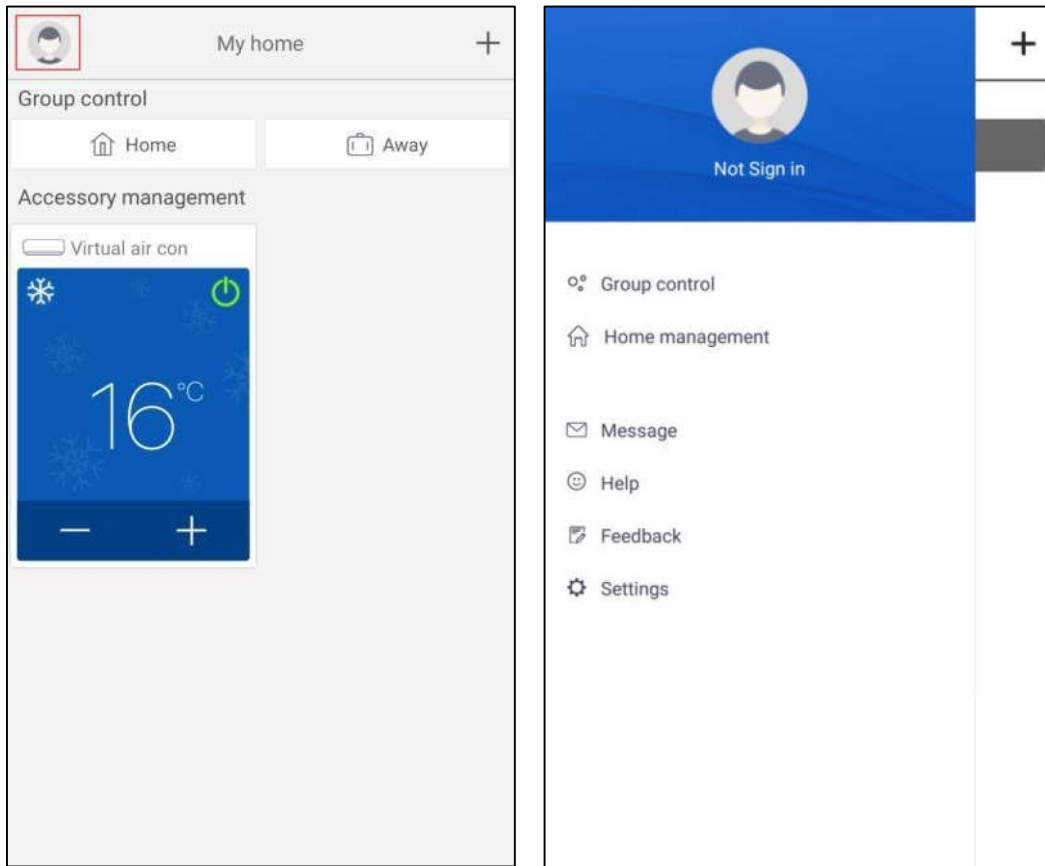 My home
Group control
Home
Away
Accessory management
Virtual air con
16°C
Not Sign in
Group control
Home management
Message
Help
Feedback
Settings